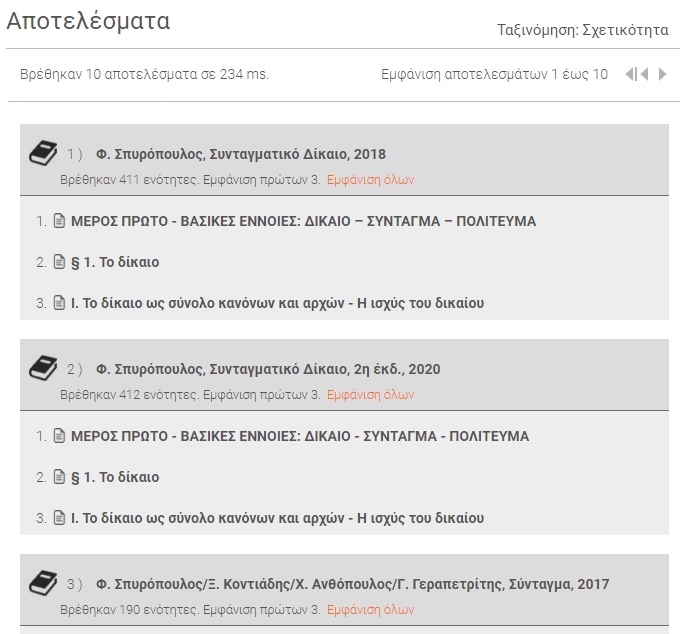 Αποτελέσματα
Ταξινόμηση: Σχετικότητα
Βρέθηκαν 10 αποτελέσματα σε 234 ms.
Εμφάνιση αποτελεσμάτων 1 έως 10
1 ) Φ. Σπυρόπουλος, Συνταγματικό Δίκαιο, 2018
Βρέθηκαν 411 ενότητες. Εμφάνιση πρώτων 3. Εμφάνιση όλων
1. ΜΕΡΟΣ ΠΡΩΤΟ - ΒΑΣΙΚΕΣ ΕΝΝΟΙΕΣ: ΔΙΚΑΙΟ – ΣΥΝΤΑΓΜΑ – ΠΟΛΙΤΕΥΜΑ
2. § 1. Το δίκαιο
3. Ι. Το δίκαιο ως σύνολο κανόνων και αρχών - Η ισχύς του δικαίου
2 ) Φ. Σπυρόπουλος, Συνταγματικό Δίκαιο, 2η έκδ., 2020
Βρέθηκαν 412 ενότητες. Εμφάνιση πρώτων 3. Εμφάνιση όλων
1. ΜΕΡΟΣ ΠΡΩΤΟ - ΒΑΣΙΚΕΣ ΕΝΝΟΙΕΣ: ΔΙΚΑΙΟ - ΣΥΝΤΑΓΜΑ - ΠΟΛΙΤΕΥΜΑ
2. § 1. Το δίκαιο
3. Ι. Το δίκαιο ως σύνολο κανόνων και αρχών - Η ισχύς του δικαίου
3 ) Φ. Σπυρόπουλος/Ξ. Κοντιάδης/Χ. Ανθόπουλος/Γ. Γεραπετρίτης, Σύνταγμα, 2017
Βρέθηκαν 190 ενότητες. Εμφάνιση πρώτων 3. Εμφάνιση όλων